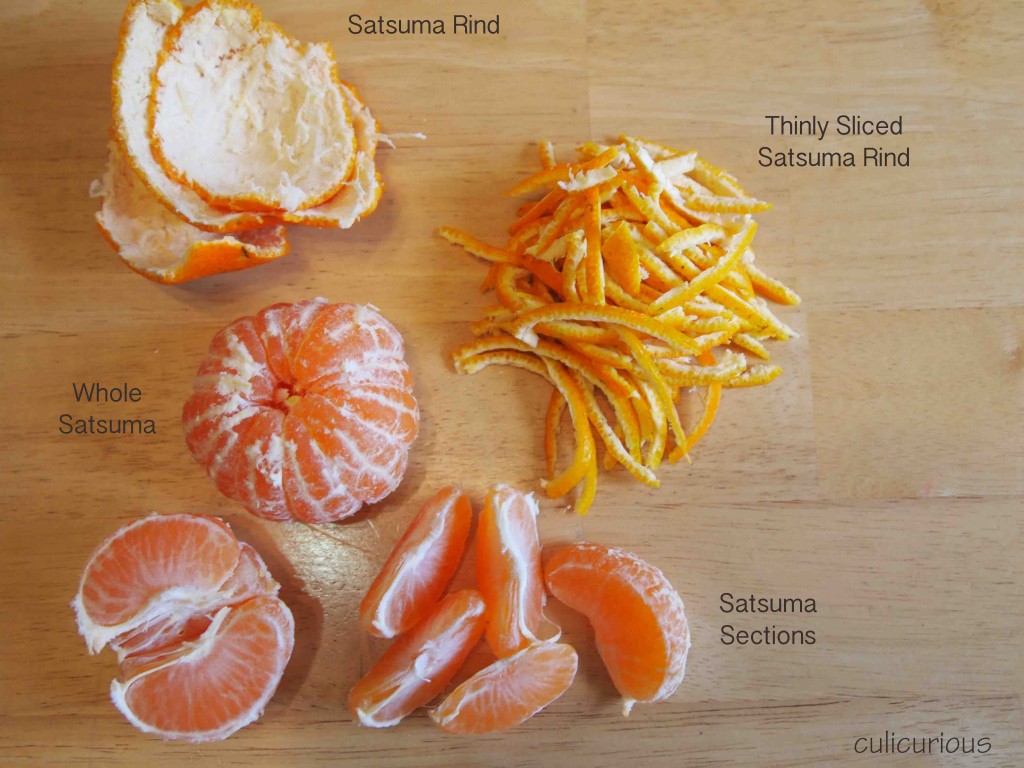 Satsuma Rind
Thinly Sliced
Satsuma Rind
Whole
Satsuma
Satsuma
Sections
culicurious